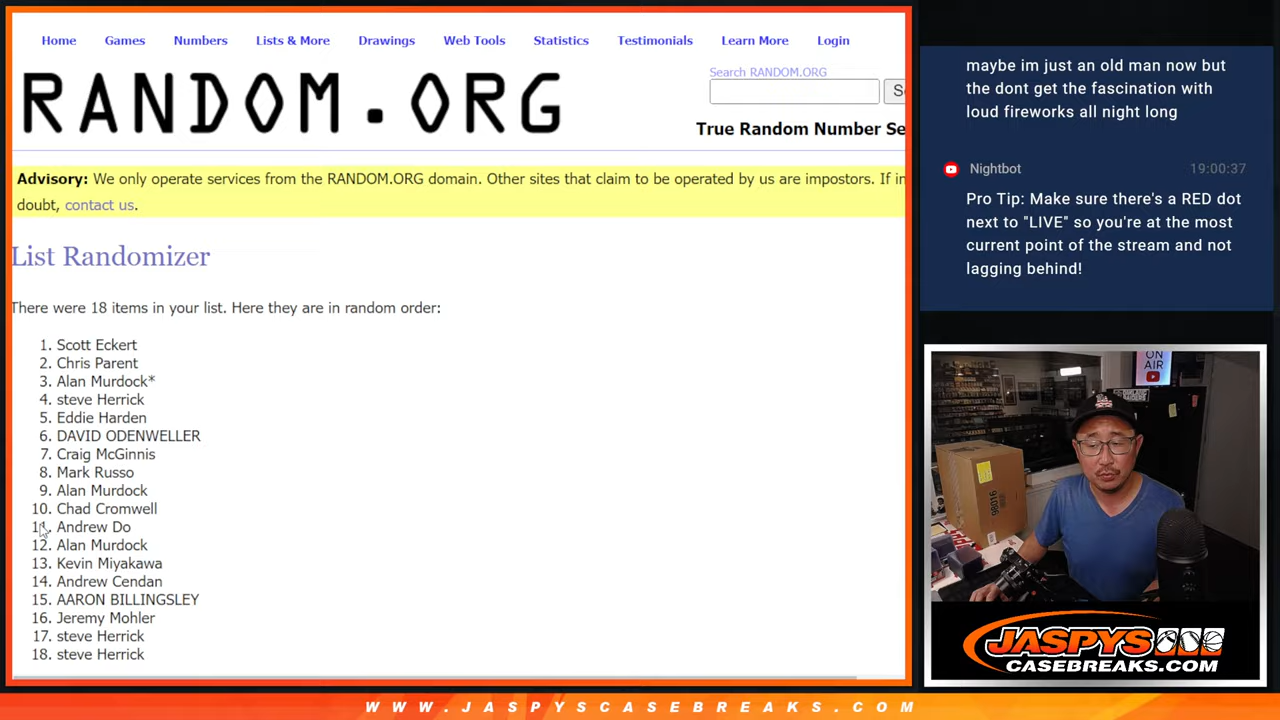 Home Games Numbers Lists & More Drawings Web Tools Statistics Testimonials Learn More Login
RANDOM.ORG
Search RANDOM.ORG
True Random Number Se
Advisory: We only operate services from the RANDOM.ORG domain. Other sites that claim to be operated by us are impostors. If in
doubt, contact us.
List Randomizer
There were 18 items in your list. Here they are in random order:
1. Scott Eckert
2. Chris Parent
3. Alan Murdock*
4. steve Herrick
5. Eddie Harden
6. DAVID ODENWELLER
7. Craig McGinnis
8. Mark Russo
9. Alan Murdock
10. Chad Cromwell
11. Andrew Do
12. Alan Murdock
13. Kevin Miyakawa
14. Andrew Cendan
15. AARON BILLINGSLEY
16. Jeremy Mohler
17. steve Herrick
18. steve Herrick
maybe im just an old man now but
the dont get the fascination with
loud fireworks all night long
Nightbot 19:00:37
Pro Tip: Make sure there's a RED dot
next to "LIVE" so you're at the most
current point of the stream and not
lagging behind!
ON
AIR
98016
JASPYS
CASEBREAKS.COM
WWW.JASPYSCASEBREAKS.COM